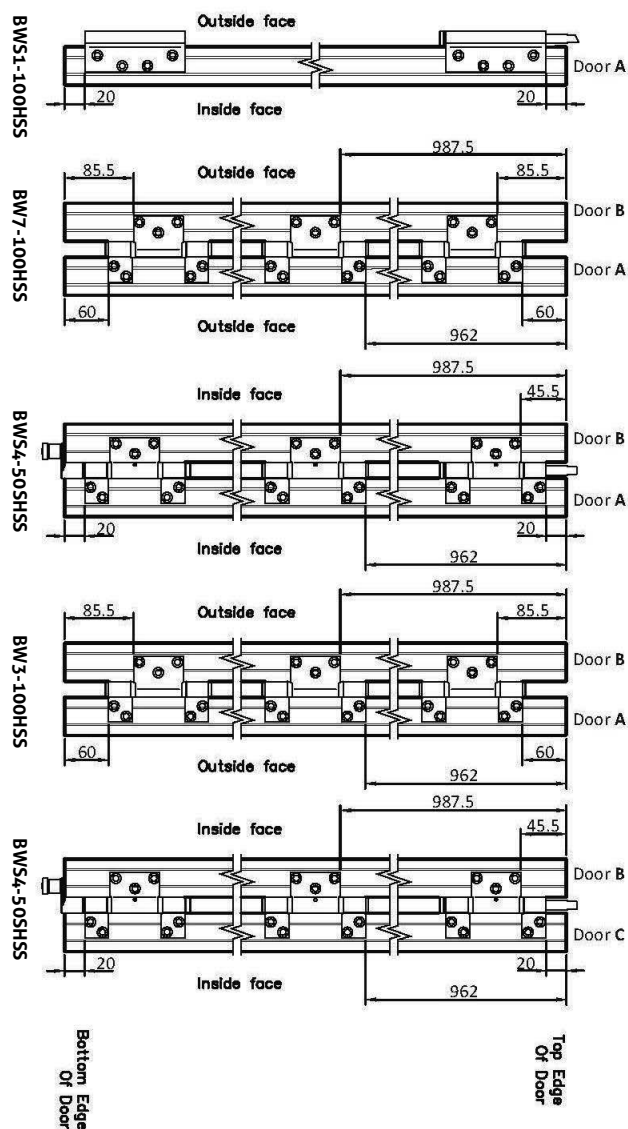 BWS1-100HSS
Outside face
Door A
20
Inside face
20
BW7-100HSS
987.5
85.5
Outside face
85.5
Door B
Door A
60
Outside face
60
962
BWS4-50SHSS
987.5
Inside face
45.5
Door B
Door A
20
Inside face
20
962
BW3-100HSS
987.5
85.5
Outside face
85.5
Door B
Door A
60
Outside face
60
962
BWS4-50SHSS
987.5
Inside face
45.5
Door B
Door C
20
Inside face
20
962
Bottom Edge
Of Door
Top Edge
Of Door